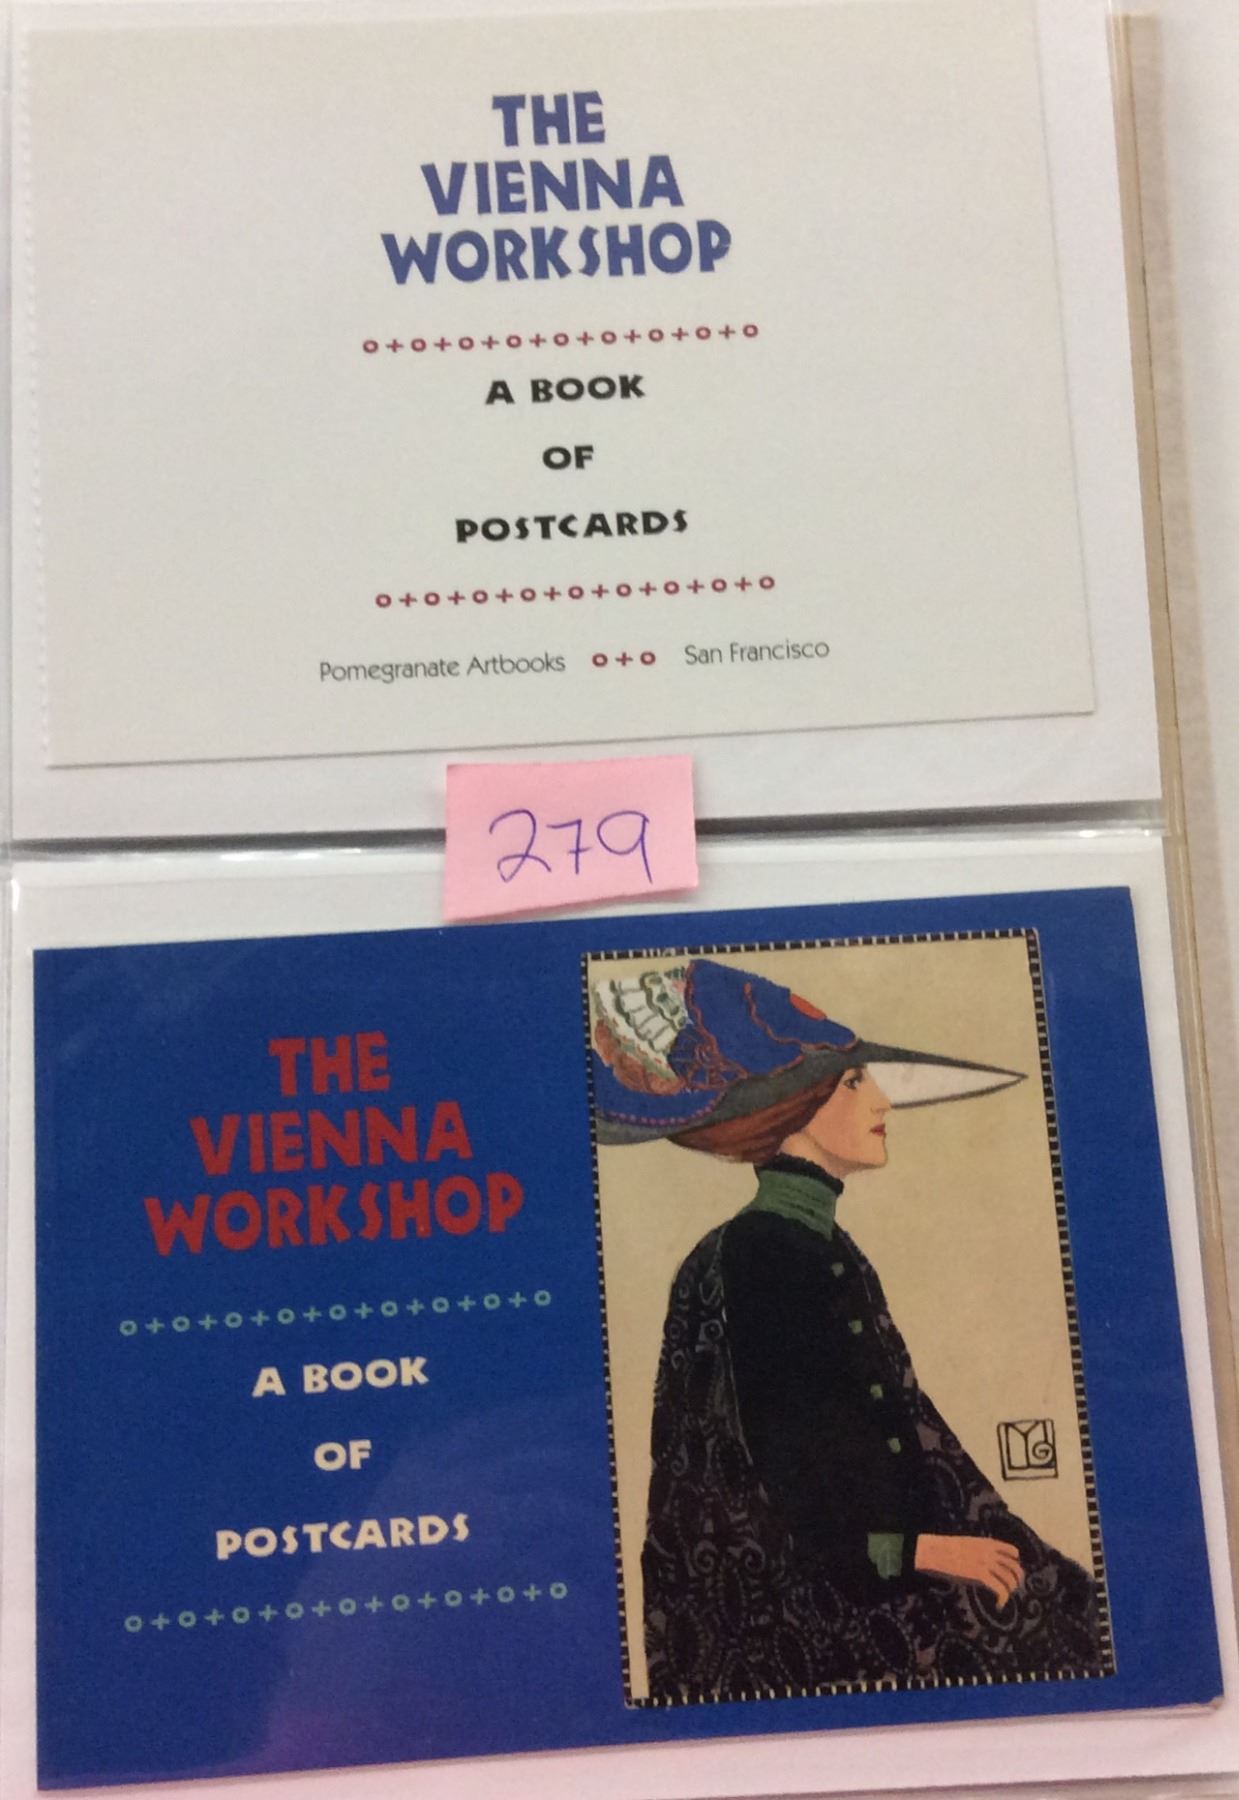 THE
VIENNA
WORKSHOP
o+o+o+o+o+o+o+o+o
A BOOK
OF
POSTCARDS
o+o+o+o+o+o+o+o+o
Pomegranate Artbooks o+o San Francisco
279
THE
VIENNA
WORKSHOP
o+o+o+o+o+o+o+o+o
A BOOK
OF
POSTCARDS
o+o+o+o+o+o+o+o+o